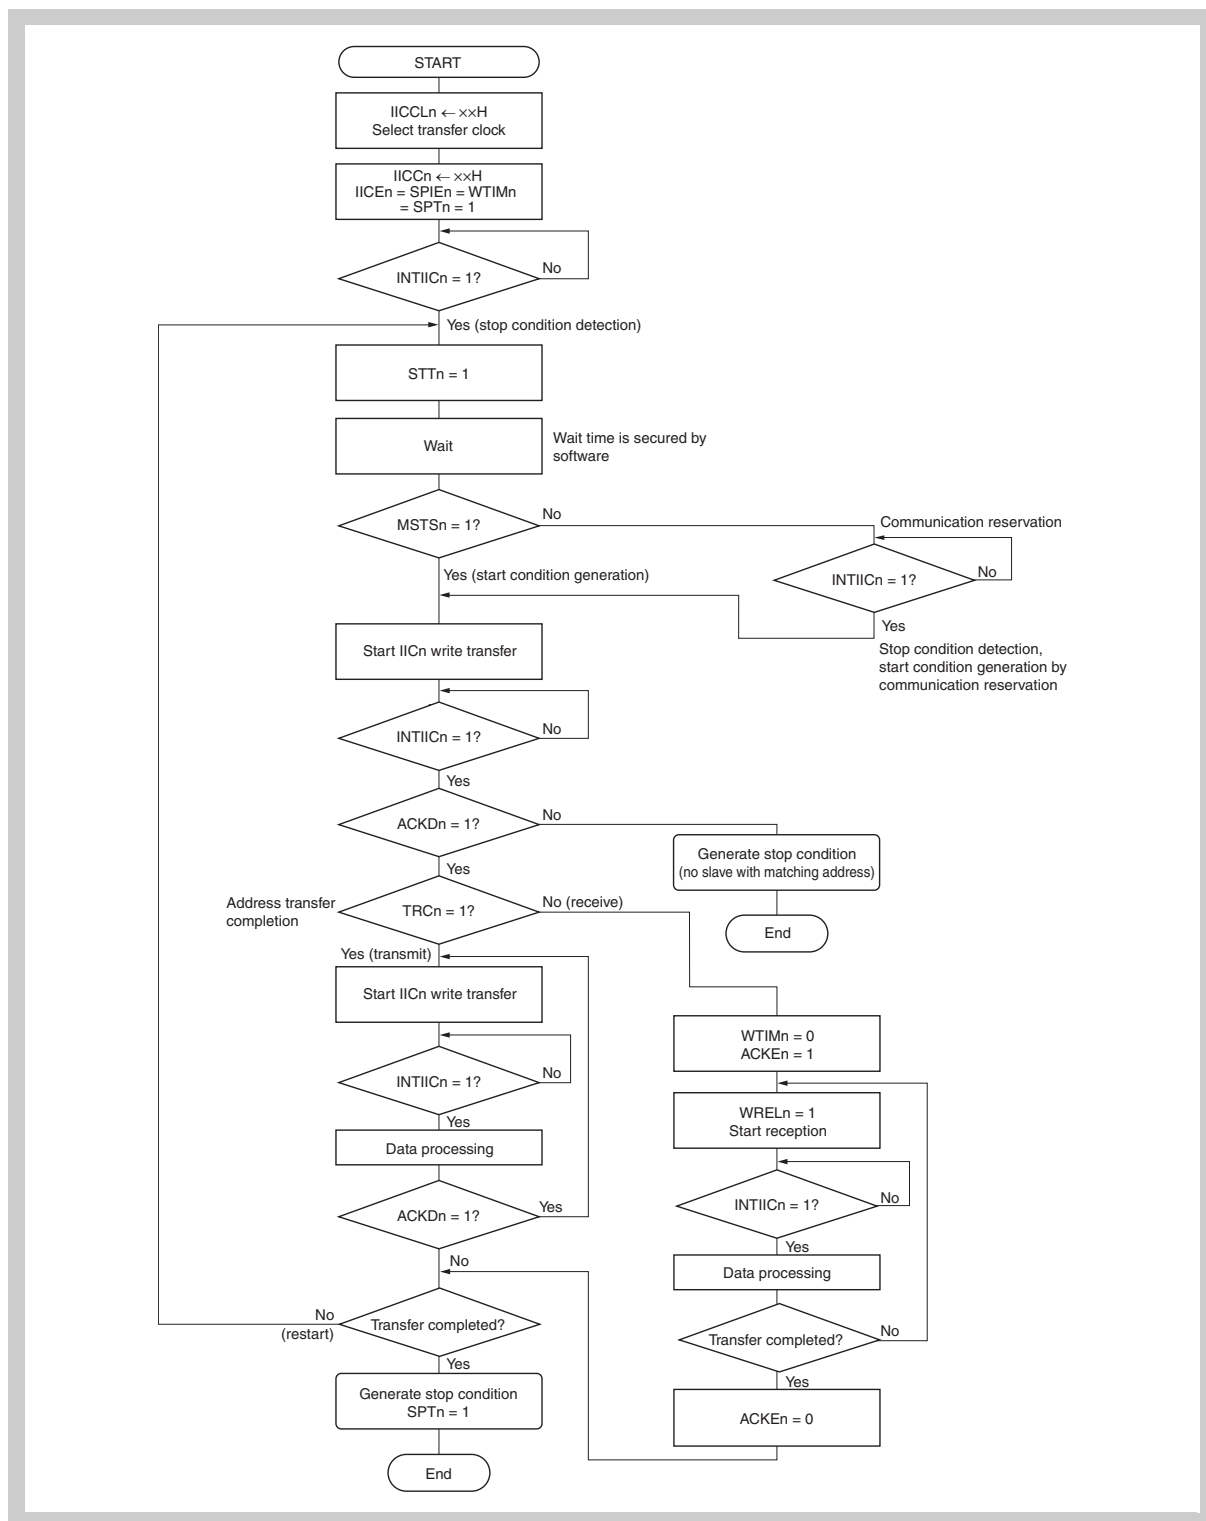 START
IICCLn ← ××H
Select transfer clock
IICCn ← ××H
IICEn = SPIEn = WTIMn
= SPTn = 1
INTIICn = 1?
No
Yes (stop condition detection)
STTn = 1
Wait
Wait time is secured by
software
MSTSn = 1?
No
Communication reservation
INTIICn = 1?
No
Yes
Stop condition detection,
start condition generation by
communication reservation
Yes (start condition generation)
Start IICn write transfer
INTIICn = 1?
No
Yes
ACKDn = 1?
No
Generate stop condition
(no slave with matching address)
End
Yes
Address transfer
completion
TRCn = 1?
No (receive)
Yes (transmit)
Start IICn write transfer
INTIICn = 1?
No
Yes
Data processing
ACKDn = 1?
Yes
No
WTIMn = 0
ACKEn = 1
WRELn = 1
Start reception
INTIICn = 1?
No
Yes
Data processing
Transfer completed?
No
Yes
ACKEn = 0
Transfer completed?
No
(restart)
Yes
Generate stop condition
SPTn = 1
End